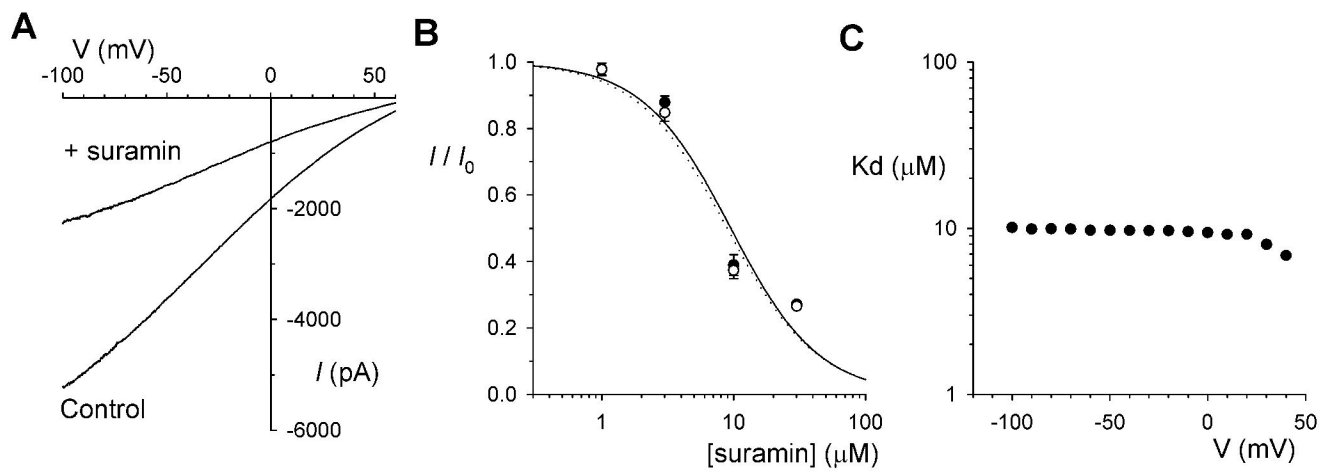 A
V (mV)
-100 -50 0 50
+ suramin
-2000
-4000
I (pA)
Control
-6000
B
1.0
0.8
I / I0
0.6
0.4
0.2
0.0
1 10 100
[suramin] (μM)
C
100
Kd (μM)
10
1
-100 -50 0 50
V (mV)